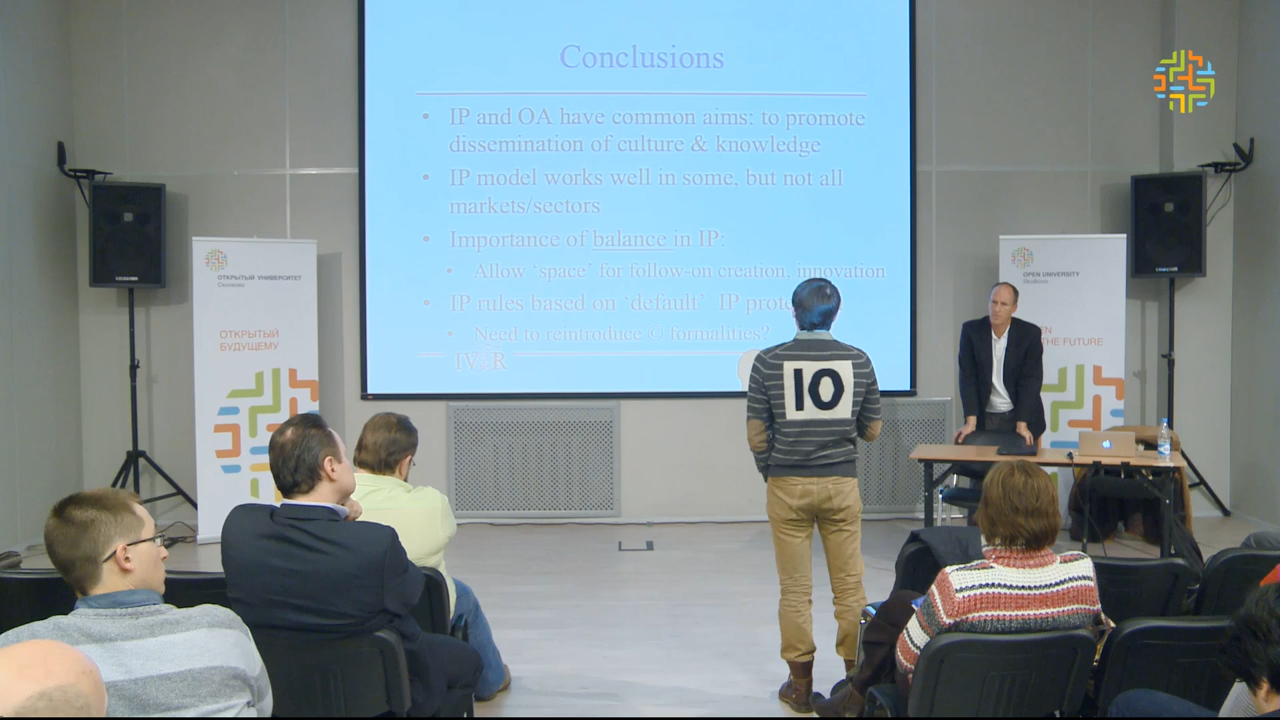 Conclusions
• IP and OA have common aims: to promote
dissemination of culture & knowledge
• IP model works well in some, but not all
markets/sectors
• Importance of balance in IP:
• Allow ‘space’ for follow-on creation, innovation
• IP rules based on ‘default’ IP
• Need to reintroduce © formalities?
ОТКРЫТЫЙ УНИВЕРСИТЕТ
Сколково
ОТКРЫТЫЙ
БУДУЩЕМУ
10
OPEN UNIVERSITY
Skolkovo
THE FUTURE